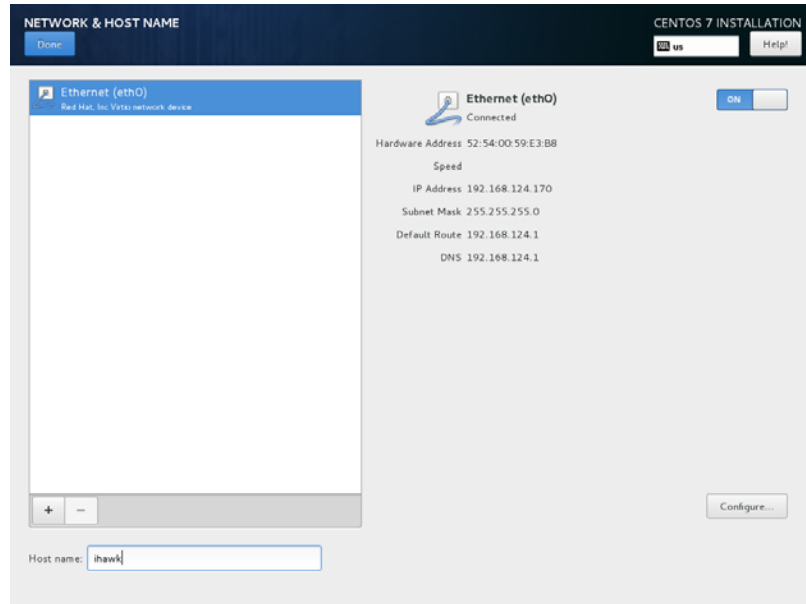 NETWORK & HOST NAME
CENTOS 7 INSTALLATION
Done
us
Help!
Ethernet (eth0)
Red Hat, Inc Virtio network device
Ethernet (eth0)
Connected
ON
Hardware Address 52:54:00:59:E3:B8
Speed
IP Address 192.168.124.170
Subnet Mask 255.255.255.0
Default Route 192.168.124.1
DNS 192.168.124.1
+ −
Configure...
Host name: ihawk